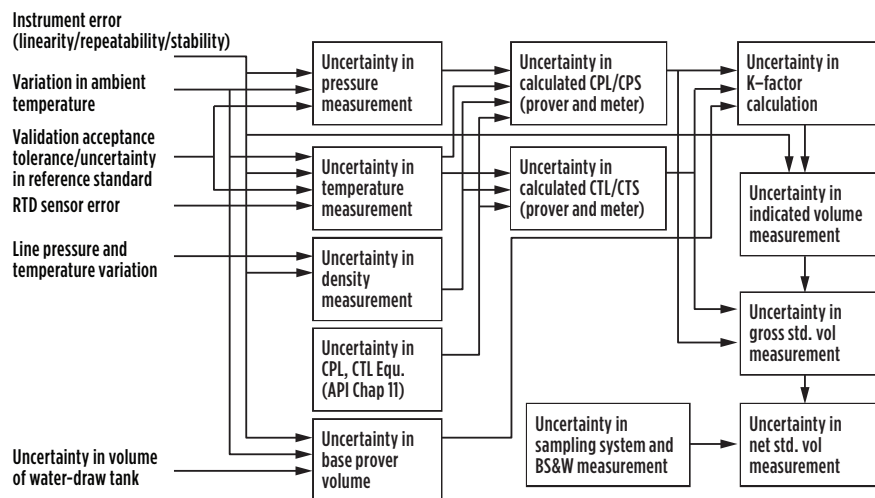 Instrument error
(linearity/repeatability/stability)
Variation in ambient
temperature
Validation acceptance
tolerance/uncertainty
in reference standard
RTD sensor error
Line pressure and
temperature variation
Uncertainty in volume
of water-draw tank
Uncertainty in
pressure
measurement
Uncertainty in
temperature
measurement
Uncertainty in
density
measurement
Uncertainty in
CPL, CTL Equ.
(API Chap 11)
Uncertainty in
base prover
volume
Uncertainty in
calculated CPL/CPS
(prover and meter)
Uncertainty in
calculated CTL/CTS
(prover and meter)
Uncertainty in
sampling system and
BS&W measurement
Uncertainty in
K–factor
calculation
Uncertainty in
indicated volume
measurement
Uncertainty in
gross std. vol
measurement
Uncertainty in
net std. vol
measurement